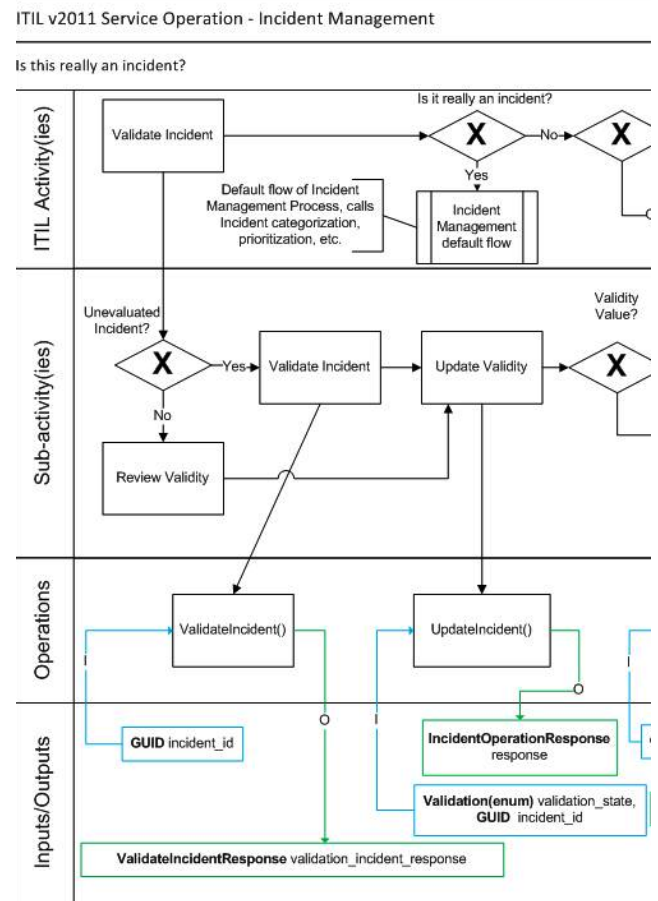 ITIL v2011 Service Operation - Incident Management
Is this really an incident?
ITIL Activity(ies)
Validate Incident
Is it really an incident?
X
No
X
Yes
Default flow of Incident
Management Process, calls
Incident categorization,
prioritization, etc.
Incident
Management
default flow
Sub-activity(ies)
Unevaluated
Incident?
X
Yes
Validate Incident
Update Validity
Validity
Value?
X
No
Review Validity
Operations
ValidateIncident()
UpdateIncident()
I
O
I
O
I
Inputs/Outputs
GUID incident_id
IncidentOperationResponse
response
Validation(enum) validation_state,
GUID incident_id
ValidateIncidentResponse validation_incident_response